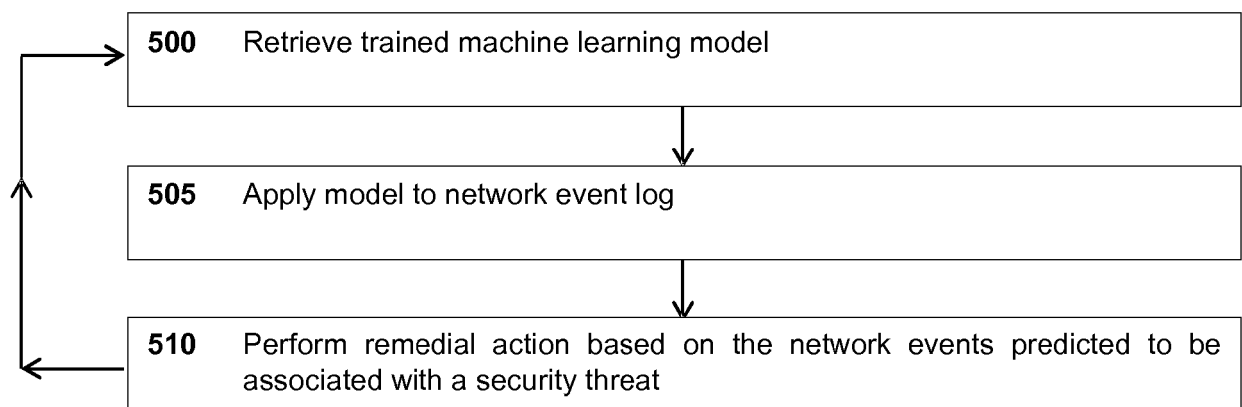 500 Retrieve trained machine learning model
505 Apply model to network event log
510 Perform remedial action based on the network events predicted to be
associated with a security threat